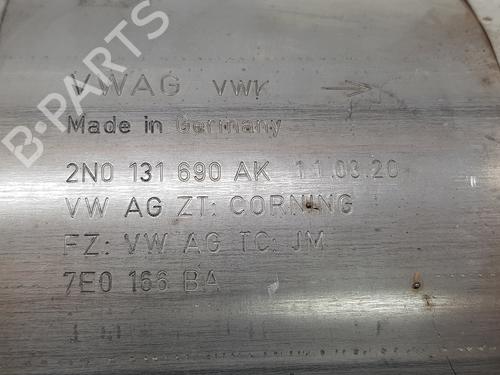 VWAG VWK
Made in Germany
2N0 131 690 AK 11.03.20
VW AG ZT: CORNING
FZ: VW AG TC: JM
7E0 166 BA
B-PARTS